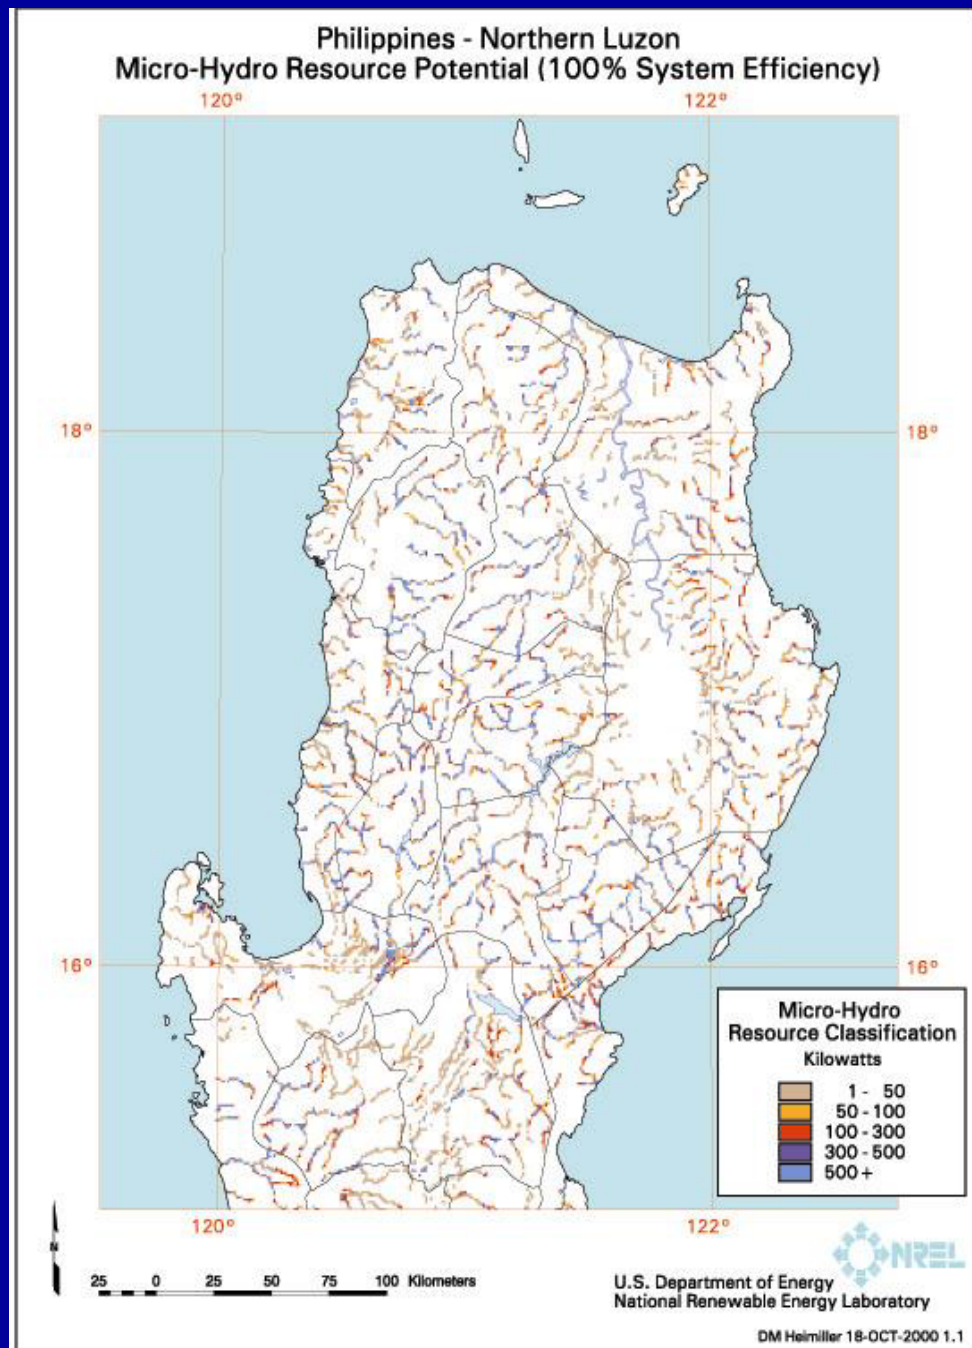 Philippines - Northern Luzon
Micro-Hydro Resource Potential (100% System Efficiency)
120° 122°
18° 18°
16° 16°
Micro-Hydro
Resource Classification
Kilowatts
1 - 50
50 - 100
100 - 300
300 - 500
500 +
120° 122°
N
25 0 25 50 75 100 Kilometers
NREL
U.S. Department of Energy
National Renewable Energy Laboratory
DM Heimiller 18-OCT-2000 1.1